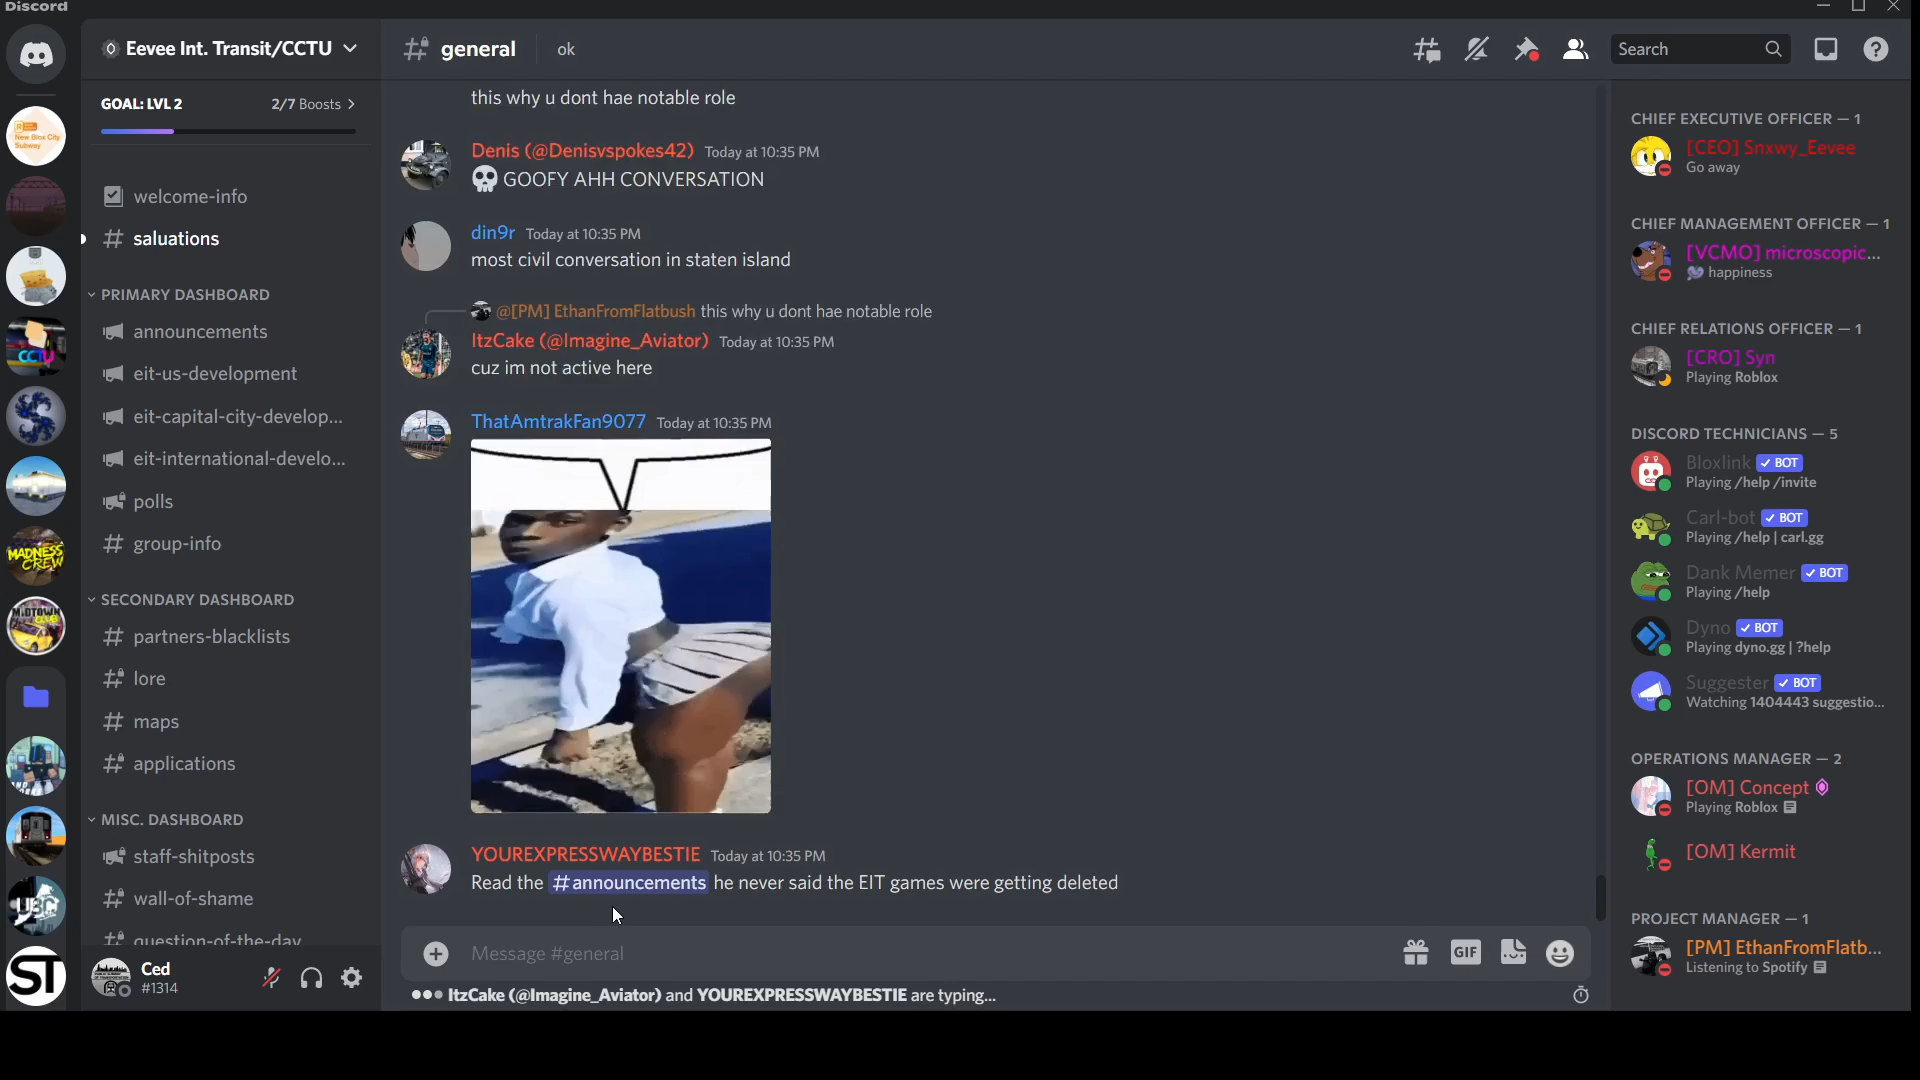 Discord
Eevee Int. Transit/CCTU
GOAL: LVL 2
2/7 Boosts
welcome-info
saluations
PRIMARY DASHBOARD
announcements
eit-us-development
eit-capital-city-develop...
eit-international-develo...
polls
group-info
SECONDARY DASHBOARD
partners-blacklists
lore
maps
applications
MISC. DASHBOARD
staff-shitposts
wall-of-shame
question-of-the-day
Ced
#1314
New Blox City
Subway
CCTU
MADNESS
CREW
MIDTOWN
UBC
ST
general
ok
Search
this why u dont hae notable role
Denis (@Denisvspokes42) Today at 10:35 PM
GOOFY AHH CONVERSATION
din9r Today at 10:35 PM
most civil conversation in staten island
@[PM] EthanFromFlatbush this why u dont hae notable role
ItzCake (@Imagine_Aviator) Today at 10:35 PM
cuz im not active here
ThatAmtrakFan9077 Today at 10:35 PM
YOUREXPRESSWAYBESTIE Today at 10:35 PM
Read the #announcements he never said the EIT games were getting deleted
Message #general
GIF
ItzCake (@Imagine_Aviator) and YOUREXPRESSWAYBESTIE are typing...
CHIEF EXECUTIVE OFFICER — 1
[CEO] Snxwy_Eevee
Go away
CHIEF MANAGEMENT OFFICER — 1
[VCMO] microscopic...
happiness
CHIEF RELATIONS OFFICER — 1
[CRO] Syn
Playing Roblox
DISCORD TECHNICIANS — 5
Bloxlink BOT
Playing /help /invite
Carl-bot BOT
Playing /help | carl.gg
Dank Memer BOT
Playing /help
Dyno BOT
Playing dyno.gg | ?help
Suggester BOT
Watching 1404443 suggestio...
OPERATIONS MANAGER — 2
[OM] Concept
Playing Roblox
[OM] Kermit
PROJECT MANAGER — 1
[PM] EthanFromFlatb...
Listening to Spotify